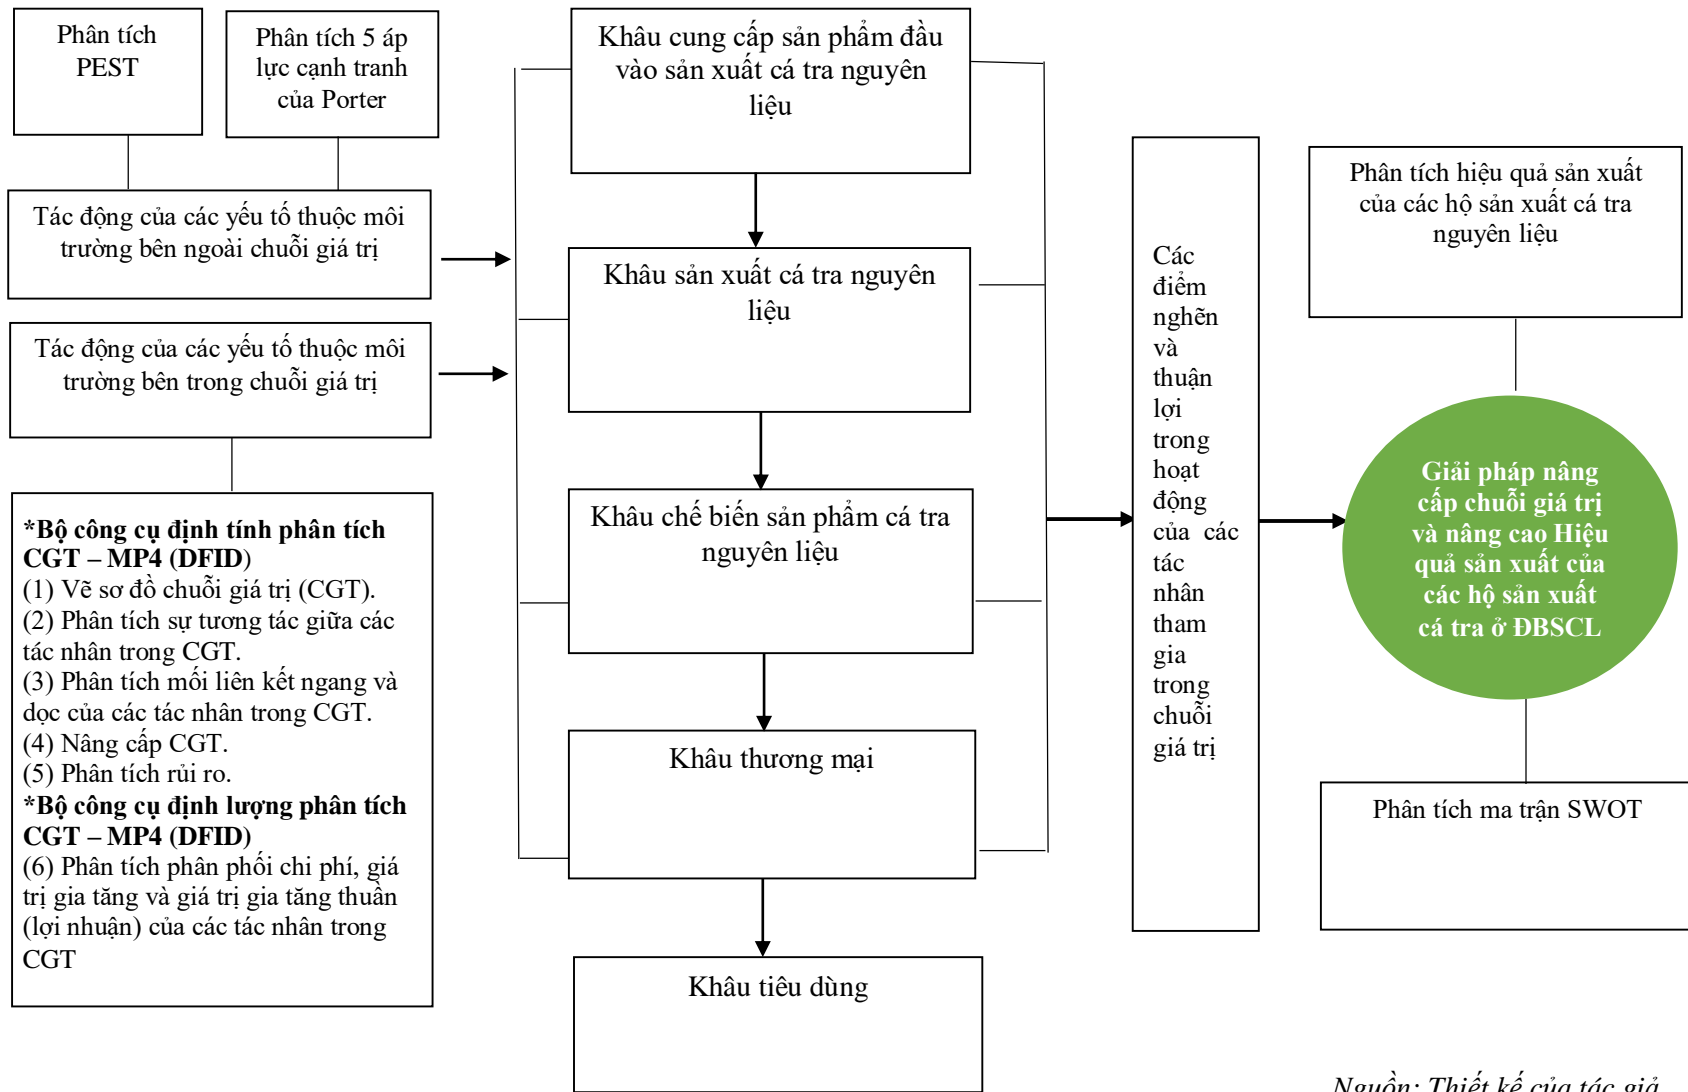 Phân tích
PEST
Phân tích 5 áp
lực cạnh tranh
của Porter
Tác động của các yếu tố thuộc môi
trường bên ngoài chuỗi giá trị
Tác động của các yếu tố thuộc môi
trường bên trong chuỗi giá trị
*Bộ công cụ định tính phân tích
CGT – MP4 (DFID)
(1) Vẽ sơ đồ chuỗi giá trị (CGT).
(2) Phân tích sự tương tác giữa các
tác nhân trong CGT.
(3) Phân tích mối liên kết ngang và
dọc của các tác nhân trong CGT.
(4) Nâng cấp CGT.
(5) Phân tích rủi ro.
*Bộ công cụ định lượng phân tích
CGT – MP4 (DFID)
(6) Phân tích phân phối chi phí, giá
trị gia tăng và giá trị gia tăng thuần
(lợi nhuận) của các tác nhân trong
CGT
Khâu cung cấp sản phẩm đầu
vào sản xuất cá tra nguyên
liệu
Khâu sản xuất cá tra nguyên
liệu
Khâu chế biến sản phẩm cá tra
nguyên liệu
Khâu thương mại
Khâu tiêu dùng
Các
điểm
nghẽn
và
thuận
lợi
trong
hoạt
động
của các
tác
nhân
tham
gia
trong
chuỗi
giá trị
Phân tích hiệu quả sản xuất
của các hộ sản xuất cá tra
nguyên liệu
Giải pháp nâng
cấp chuỗi giá trị
và nâng cao Hiệu
quả sản xuất của
các hộ sản xuất
cá tra ở ĐBSCL
Phân tích ma trận SWOT
Nguồn: Thiết kế của tác giả